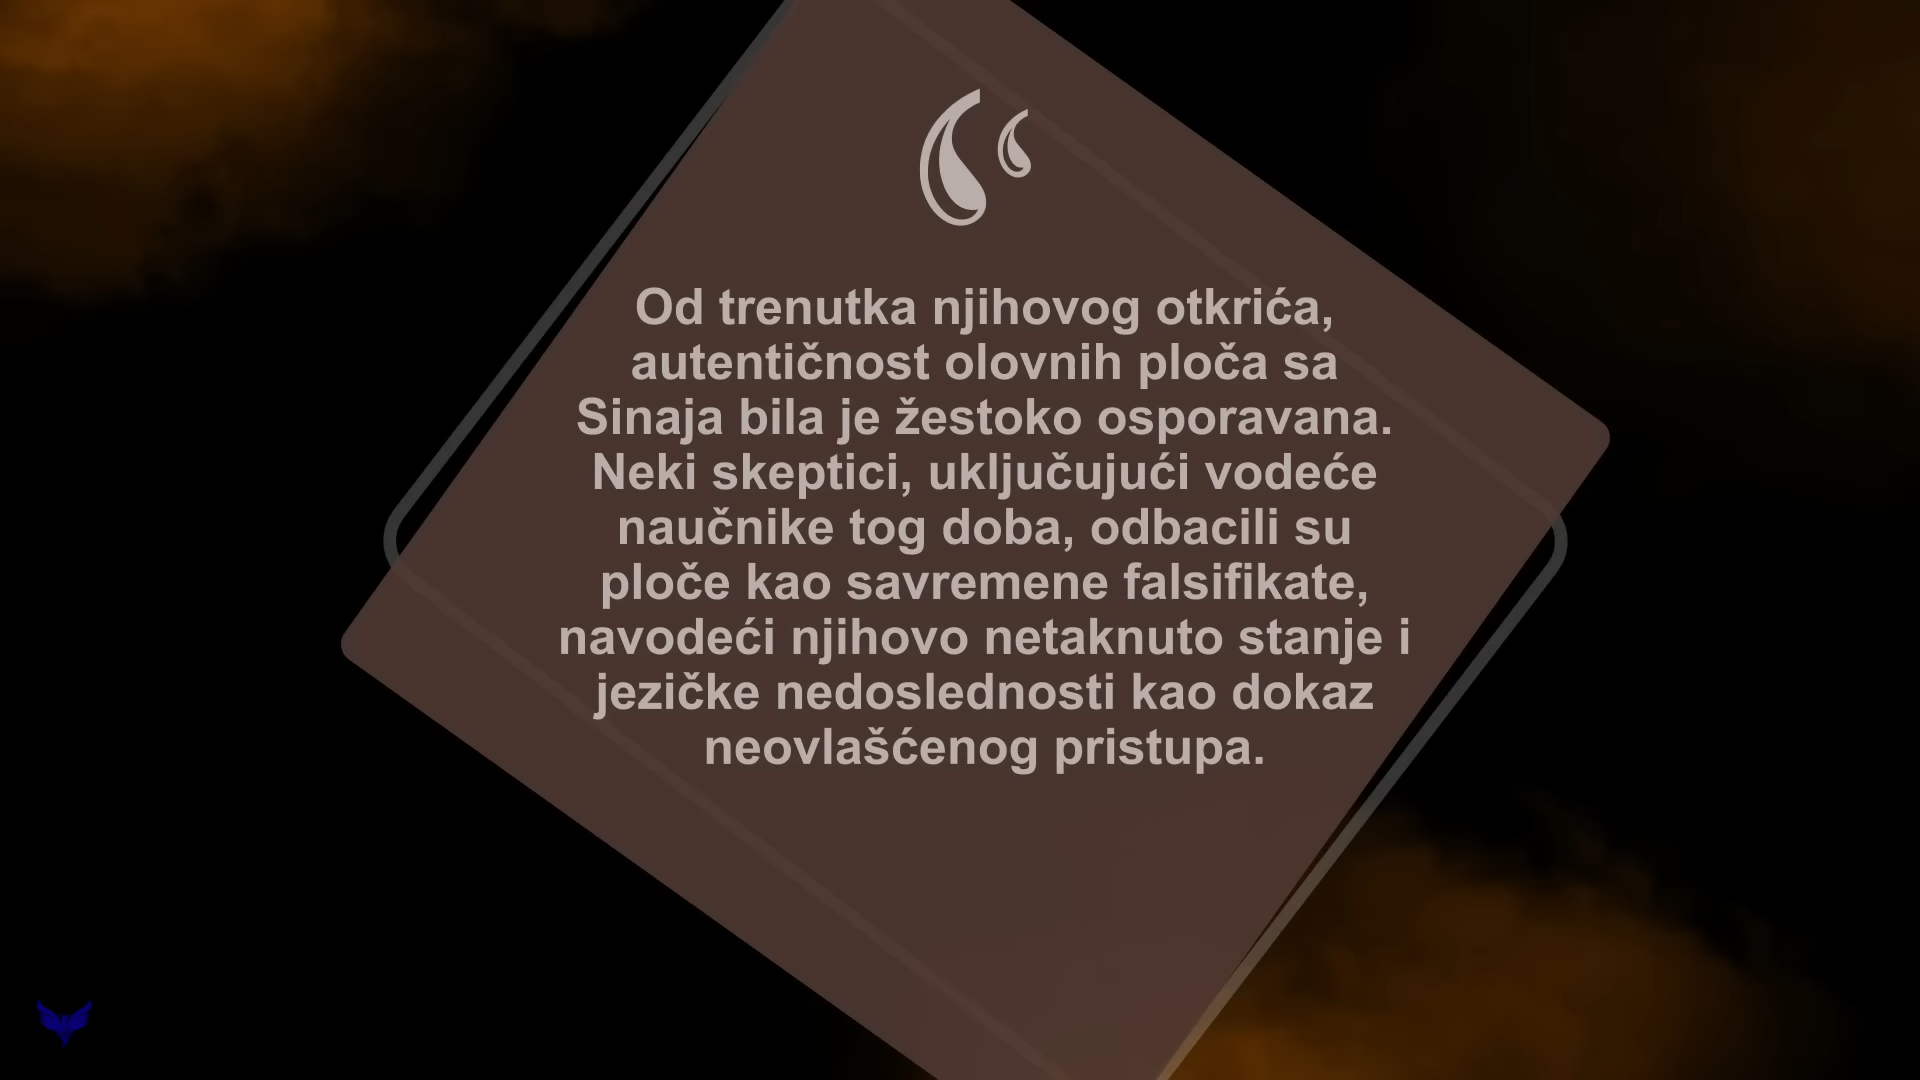 Od trenutka njihovog otkrića,
autentičnost olovnih ploča sa
Sinaja bila je žestoko osporavana.
Neki skeptici, uključujući vodeće
naučnike tog doba, odbacili su
ploče kao savremene falsifikate,
navodeći njihovo netaknuto stanje i
jezičke nedoslednosti kao dokaz
neovlašćenog pristupa.